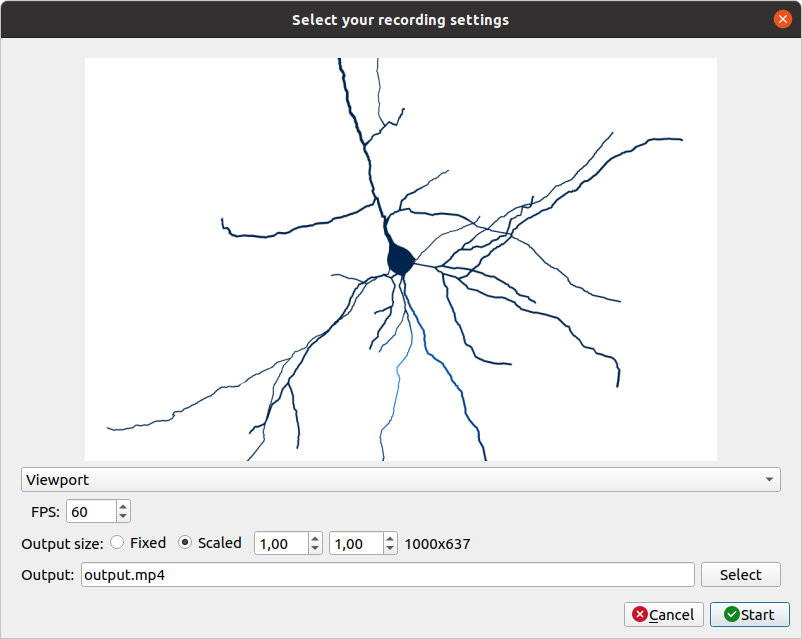 Select your recording settings
Viewport
FPS: 60
Output size: Fixed Scaled 1,00 1,00 1000x637
Output: output.mp4 Select
Cancel Start